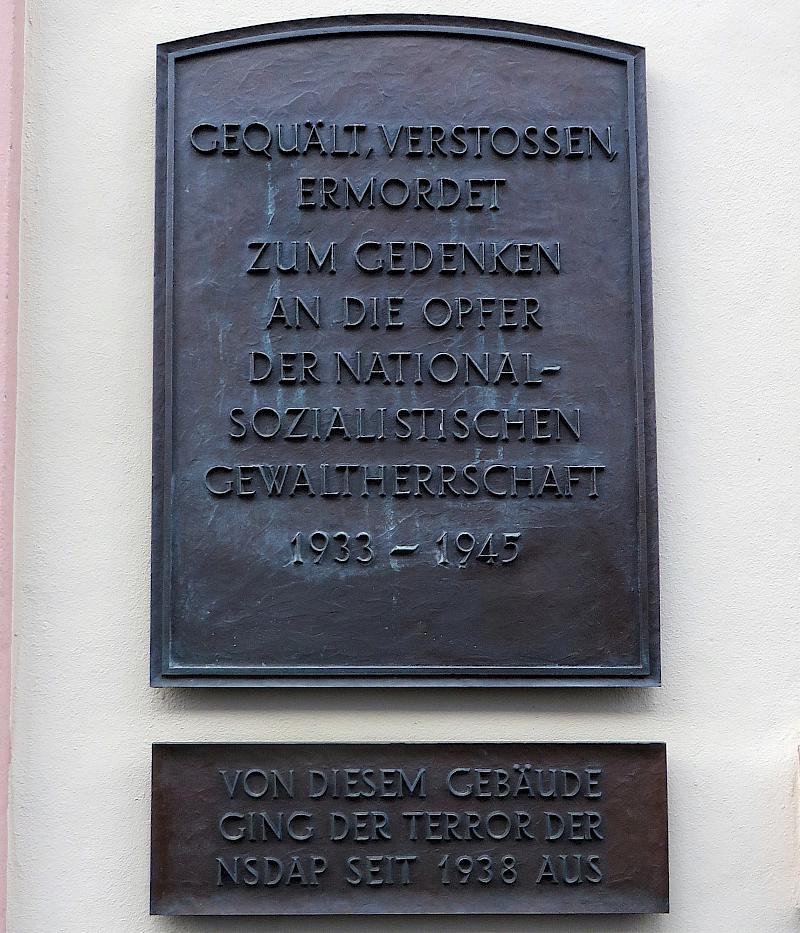 GEQUÄLT, VERSTOSSEN,
ERMORDET
ZUM GEDENKEN
AN DIE OPFER
DER NATIONAL-
SOZIALISTISCHEN
GEWALTHERRSCHAFT
1933 – 1945
VON DIESEM GEBÄUDE
GING DER TERROR DER
NSDAP SEIT 1938 AUS